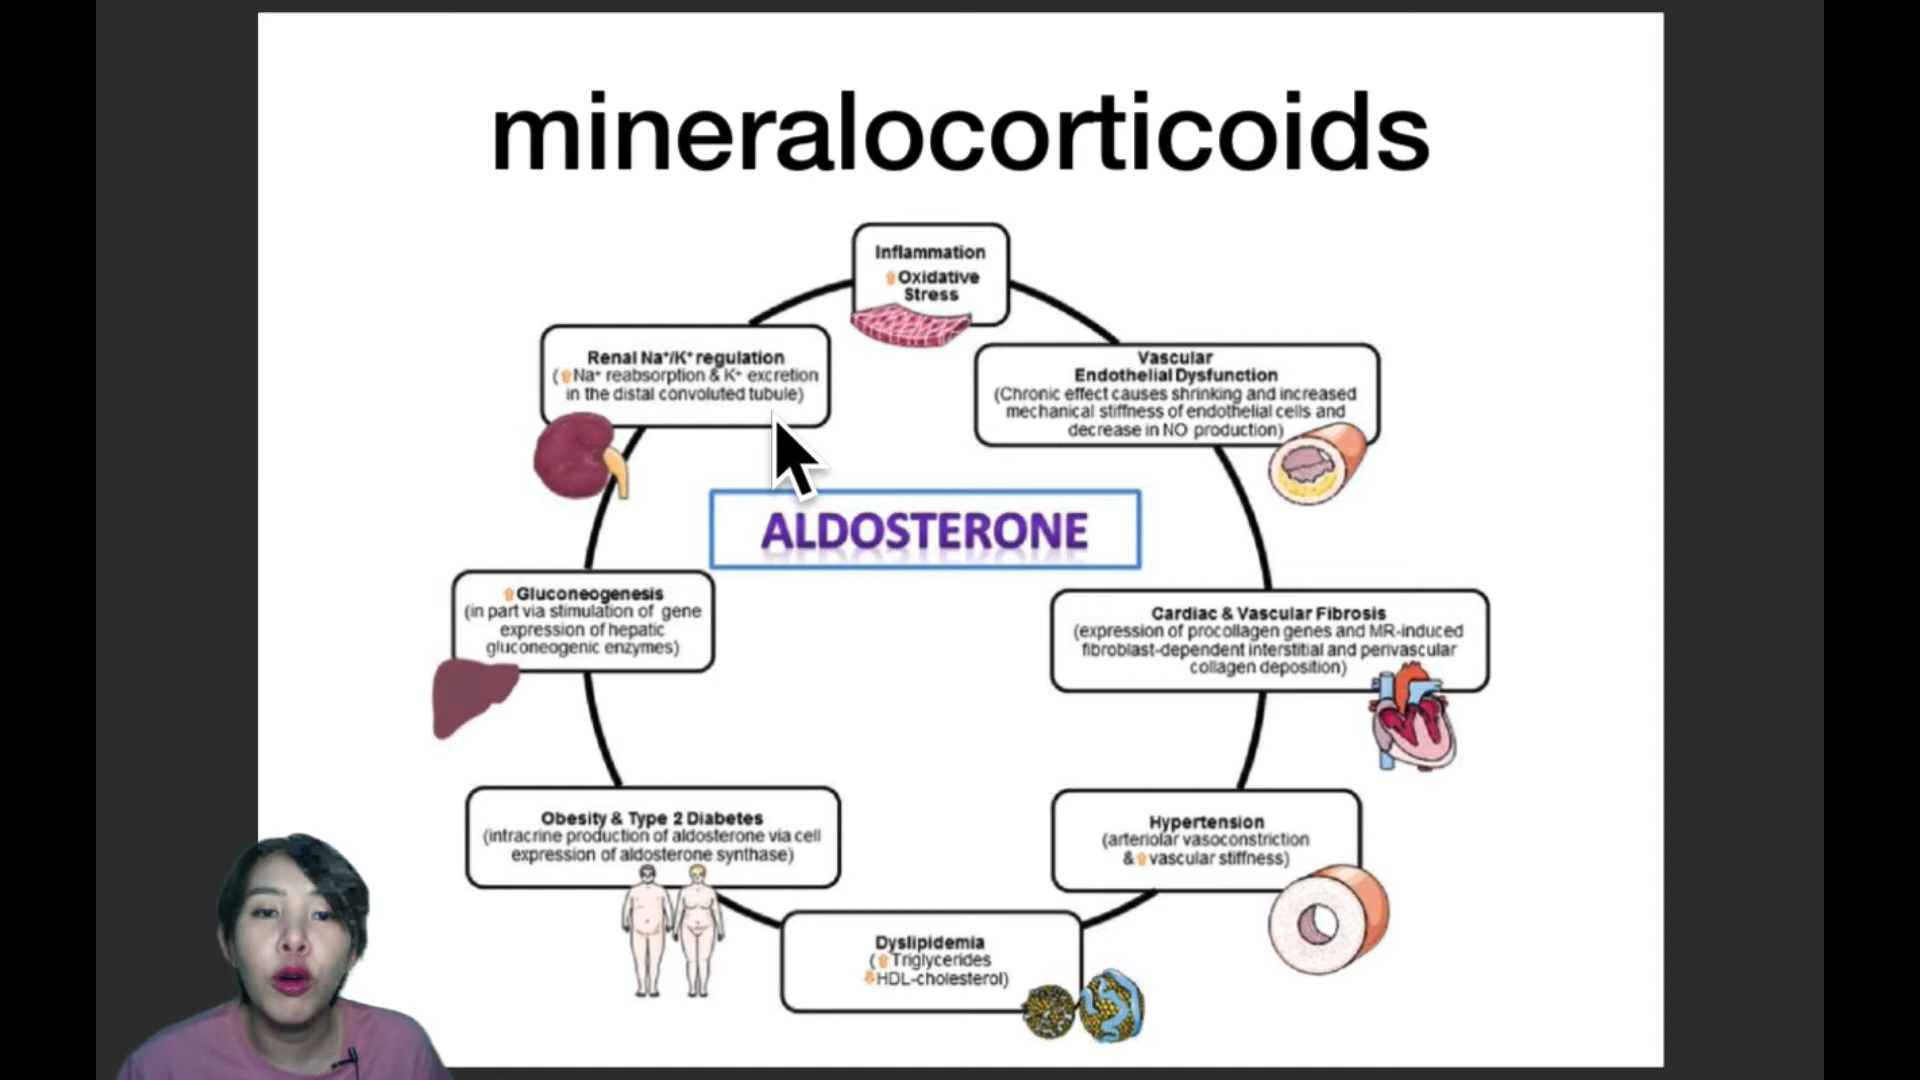 mineralocorticoids
Inflammation
⇧Oxidative
Stress
Renal Na⁺/K⁺ regulation
(⇧Na⁺ reabsorption & K⁺ excretion
in the distal convoluted tubule)
Vascular
Endothelial Dysfunction
(Chronic effect causes shrinking and increased
mechanical stiffness of endothelial cells and
decrease in NO production)
ALDOSTERONE
⇧Gluconeogenesis
(in part via stimulation of gene
expression of hepatic
gluconeogenic enzymes)
Cardiac & Vascular Fibrosis
(expression of procollagen genes and MR-induced
fibroblast-dependent interstitial and perivascular
collagen deposition)
Obesity & Type 2 Diabetes
(intracrine production of aldosterone via cell
expression of aldosterone synthase)
Hypertension
(arteriolar vasoconstriction
&⇧vascular stiffness)
Dyslipidemia
(⇧Triglycerides
⇩HDL-cholesterol)